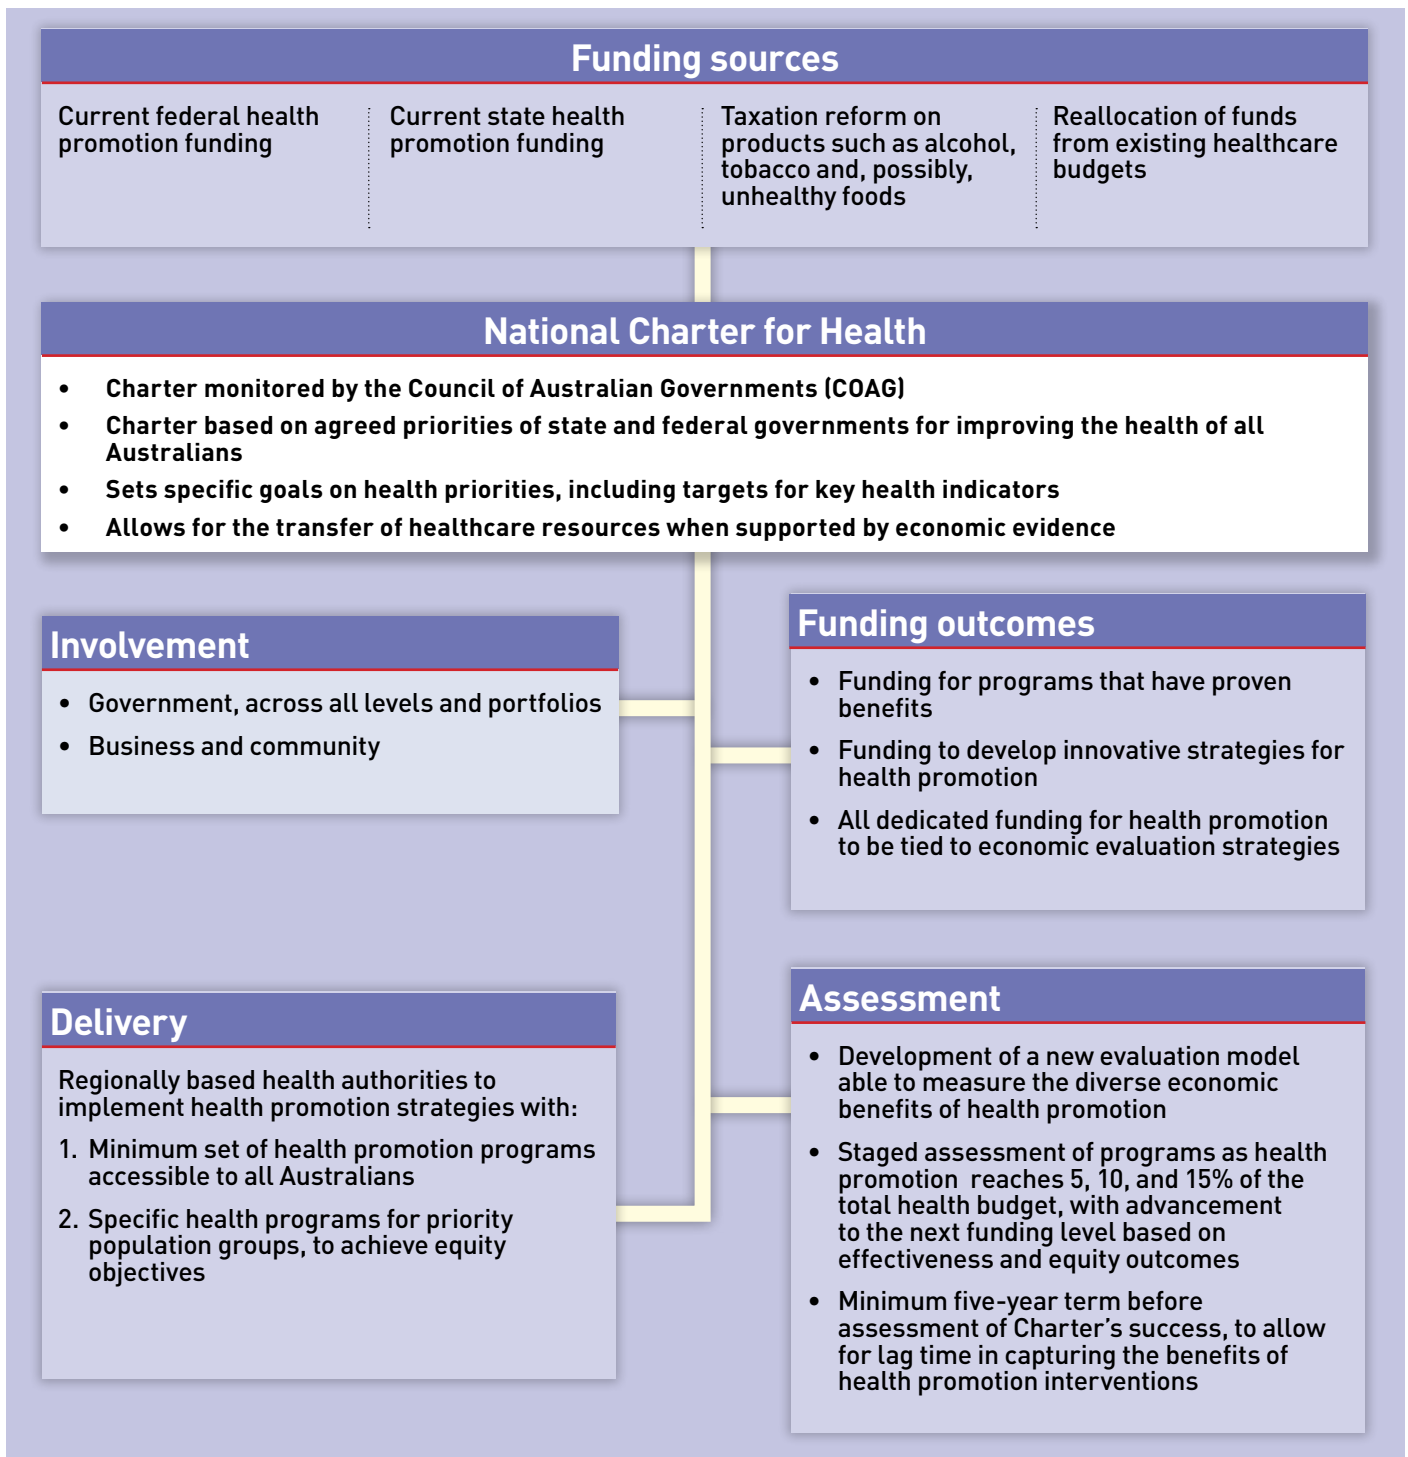 Funding sources
Current federal health
promotion funding
Current state health
promotion funding
Taxation reform on
products such as alcohol,
tobacco and, possibly,
unhealthy foods
Reallocation of funds
from existing healthcare
budgets
National Charter for Health
• Charter monitored by the Council of Australian Governments (COAG)
• Charter based on agreed priorities of state and federal governments for improving the health of all
Australians
• Sets specific goals on health priorities, including targets for key health indicators
• Allows for the transfer of healthcare resources when supported by economic evidence
Involvement
• Government, across all levels and portfolios
• Business and community
Funding outcomes
• Funding for programs that have proven
benefits
• Funding to develop innovative strategies for
health promotion
• All dedicated funding for health promotion
to be tied to economic evaluation strategies
Delivery
Regionally based health authorities to
implement health promotion strategies with:
1. Minimum set of health promotion programs
accessible to all Australians
2. Specific health programs for priority
population groups, to achieve equity
objectives
Assessment
• Development of a new evaluation model
able to measure the diverse economic
benefits of health promotion
• Staged assessment of programs as health
promotion reaches 5, 10, and 15% of the
total health budget, with advancement
to the next funding level based on
effectiveness and equity outcomes
• Minimum five-year term before
assessment of Charter’s success, to allow
for lag time in capturing the benefits of
health promotion interventions